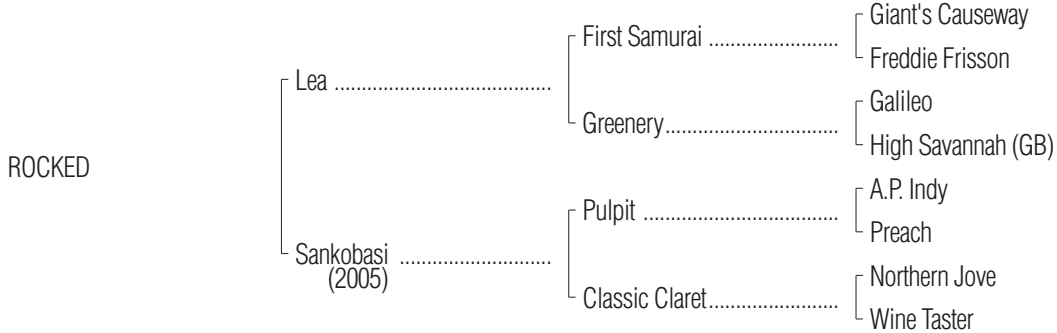 Giant's Causeway
First Samurai ........................
Freddie Frisson
Lea ........................................
Galileo
Greenery................................
High Savannah (GB)
ROCKED
A.P. Indy
Pulpit ....................................
Preach
Sankobasi ............................
(2005)
Northern Jove
Classic Claret........................
Wine Taster